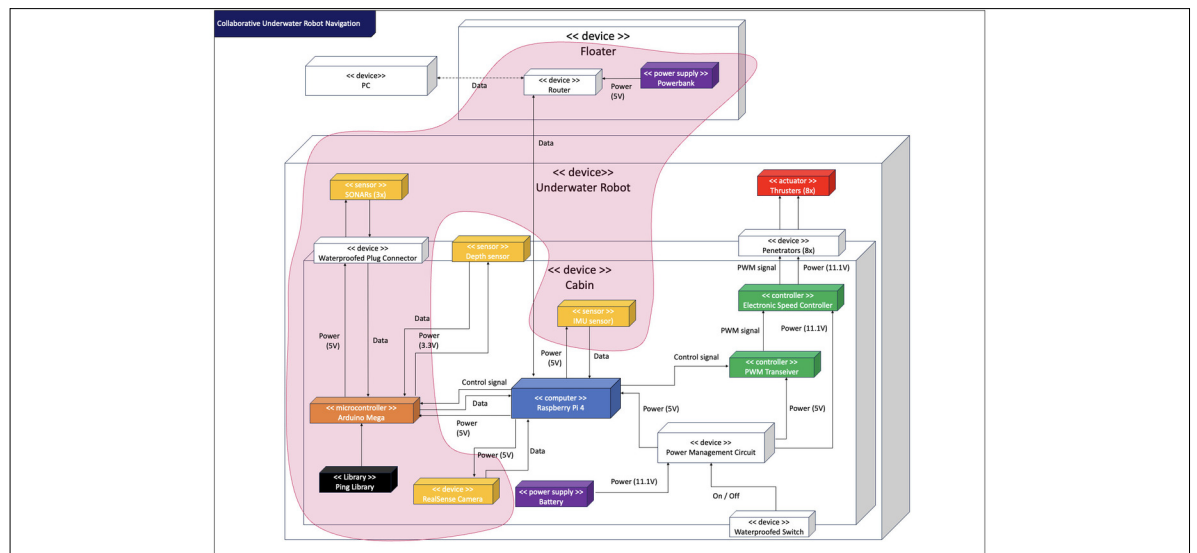 Collaborative Underwater Robot Navigation
<< device >>
Floater
<< device>>
PC
Data
<< device >>
Router
Power
(5V)
<< power supply >>
Powerbank
Data
<< device>>
Underwater Robot
<< sensor >>
SONARs (3x)
<< actuator >>
Thrusters (8x)
<< device >>
Waterproofed Plug Connector
<< sensor >>
Depth sensor
<< device >>
Penetrators (8x)
<< device >>
Cabin
PWM signal
Power (11.1V)
<< controller >>
Electronic Speed Controller
<< sensor >>
IMU sensor)
Data
PWM signal
Power (11.1V)
Power
(5V)
Data
Power
(3.3V)
Power
(5V)
Data
Control signal
<< controller >>
PWM Transeiver
Control signal
<< computer >>
Raspberry Pi 4
Data
<< microcontroller >>
Arduino Mega
Power
(5V)
Power (5V)
Power (5V)
<< device >>
Power Management Circuit
Power (5V)
Data
<< Library >>
Ping Library
Power (11.1V)
<< device >>
RealSense Camera
<< power supply >>
Battery
On / Off
<< device >>
Waterproofed Switch